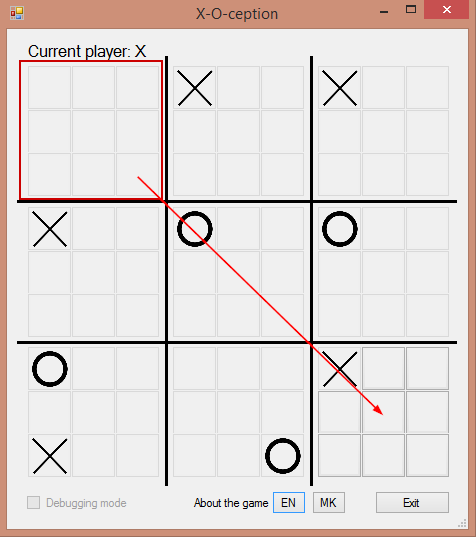 X-O-ception
Current player: X
Debugging mode
About the game
EN
MK
Exit